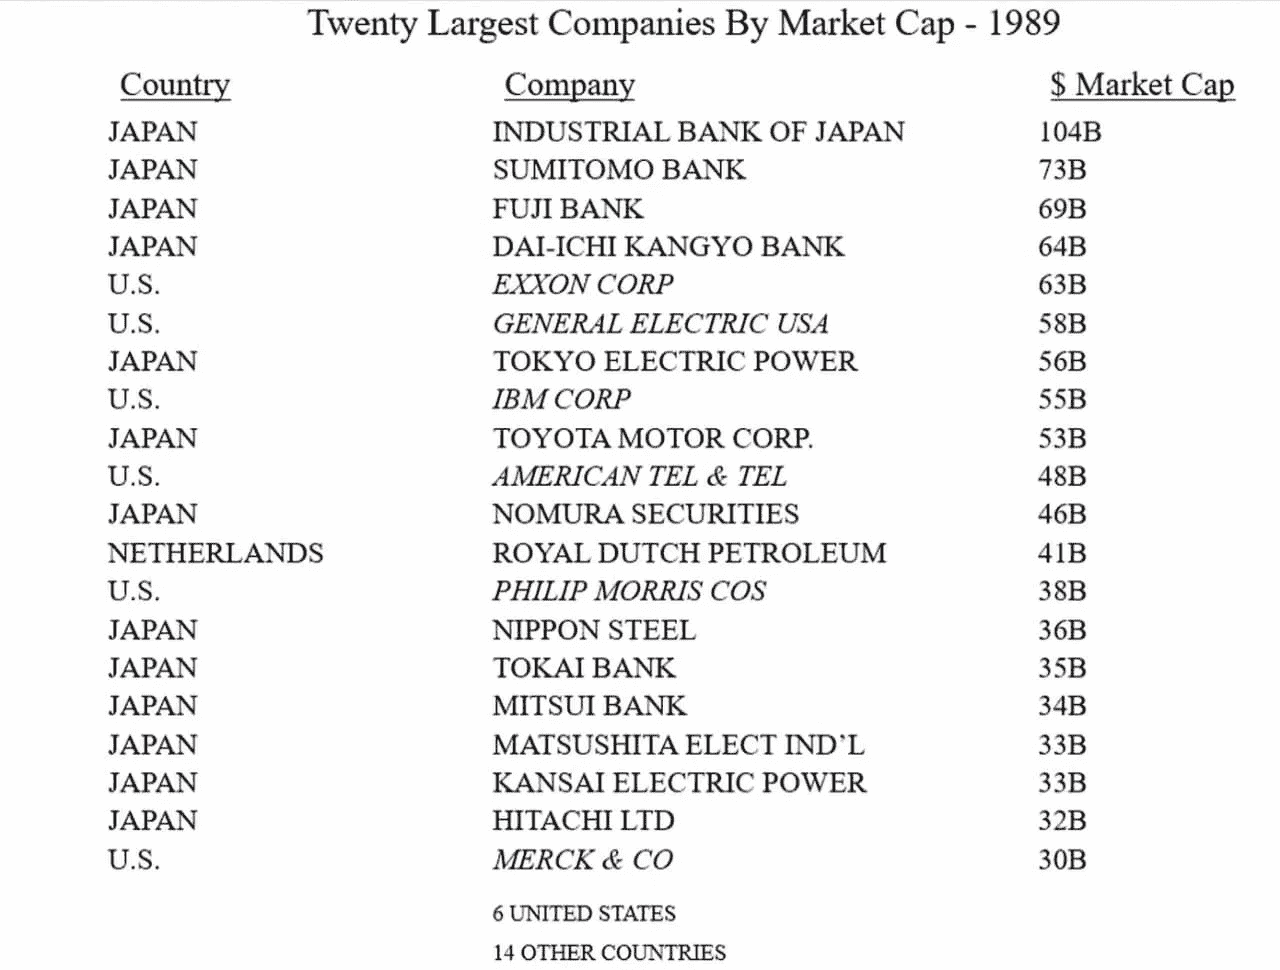 Twenty Largest Companies By Market Cap - 1989
Country Company $ Market Cap
JAPAN INDUSTRIAL BANK OF JAPAN 104B
JAPAN SUMITOMO BANK 73B
JAPAN FUJI BANK 69B
JAPAN DAI-ICHI KANGYO BANK 64B
U.S. EXXON CORP 63B
U.S. GENERAL ELECTRIC USA 58B
JAPAN TOKYO ELECTRIC POWER 56B
U.S. IBM CORP 55B
JAPAN TOYOTA MOTOR CORP. 53B
U.S. AMERICAN TEL & TEL 48B
JAPAN NOMURA SECURITIES 46B
NETHERLANDS ROYAL DUTCH PETROLEUM 41B
U.S. PHILIP MORRIS COS 38B
JAPAN NIPPON STEEL 36B
JAPAN TOKAI BANK 35B
JAPAN MITSUI BANK 34B
JAPAN MATSUSHITA ELECT IND’L 33B
JAPAN KANSAI ELECTRIC POWER 33B
JAPAN HITACHI LTD 32B
U.S. MERCK & CO 30B
6 UNITED STATES
14 OTHER COUNTRIES